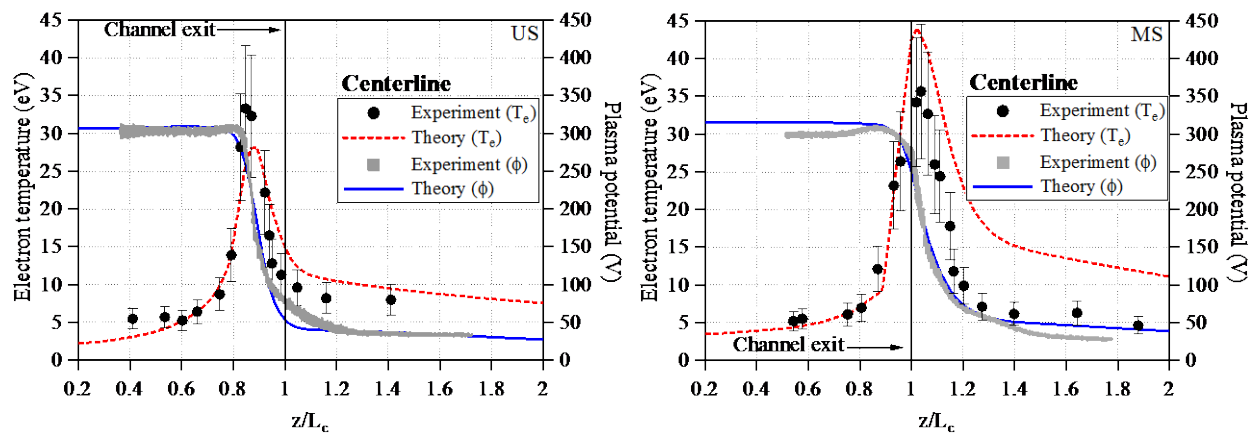 45
40
35
30
25
20
15
10
5
0
Electron temperature (eV)
Channel exit
US
Centerline
Experiment (Te)
Theory (Te)
Experiment (ϕ)
Theory (ϕ)
450
400
350
300
250
200
150
100
50
0
Plasma potential (V)
0.2 0.4 0.6 0.8 1 1.2 1.4 1.6 1.8 2
z/Lc
45
40
35
30
25
20
15
10
5
0
Electron temperature (eV)
MS
Centerline
Experiment (Te)
Theory (Te)
Experiment (ϕ)
Theory (ϕ)
Channel exit
450
400
350
300
250
200
150
100
50
0
Plasma potential (V)
0.2 0.4 0.6 0.8 1 1.2 1.4 1.6 1.8 2
z/Lc